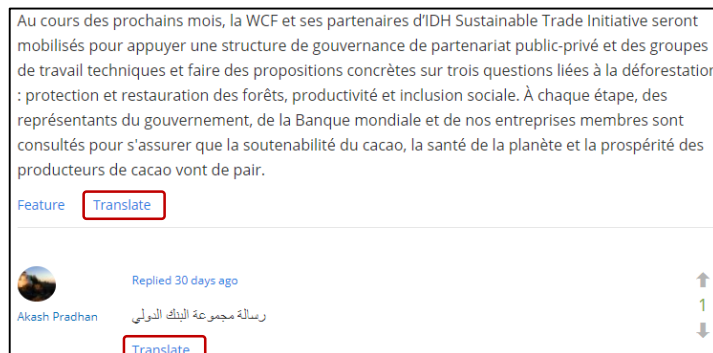 Au cours des prochains mois, la WCF et ses partenaires d'IDH Sustainable Trade Initiative seront
mobilisés pour appuyer une structure de gouvernance de partenariat public-privé et des groupes
de travail techniques et faire des propositions concrètes sur trois questions liées à la déforestation
: protection et restauration des forêts, productivité et inclusion sociale. À chaque étape, des
représentants du gouvernement, de la Banque mondiale et de nos entreprises membres sont
consultés pour s'assurer que la soutenabilité du cacao, la santé de la planète et la prospérité des
producteurs de cacao vont de pair.
Feature Translate
Replied 30 days ago
1
Akash Pradhan
رسالة مجموعة البنك الدولي
Translate